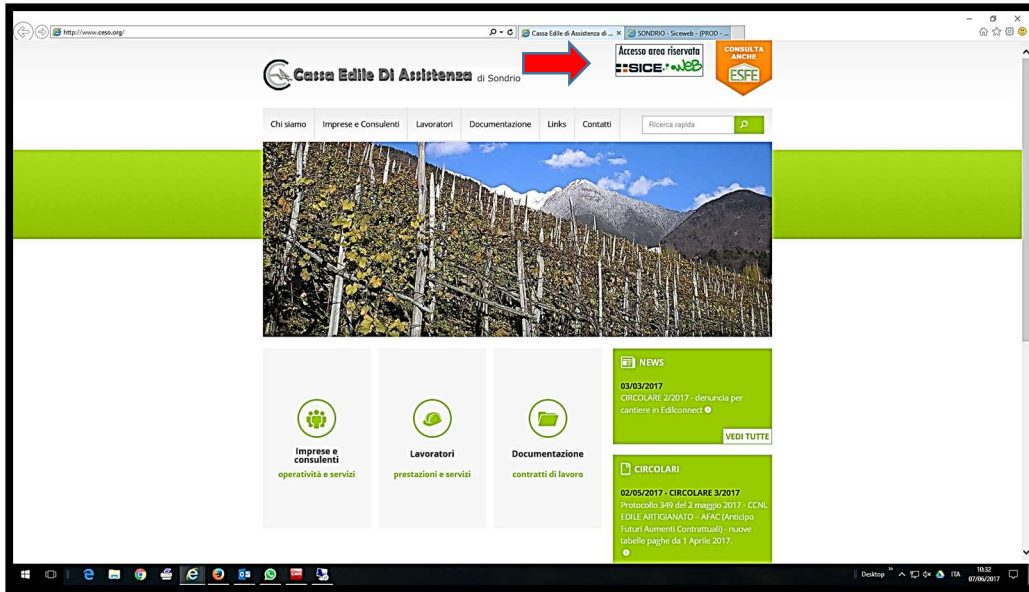 http://www.ceso.org/
Cassa Edile di Assistenza di ...
SONDRIO - Siceweb - (PROD - ...
Cassa Edile Di Assistenza di Sondrio
Accesso area riservata
SICE Web
CONSULTA
ANCHE
ESFE
Chi siamo
Imprese e Consulenti
Lavoratori
Documentazione
Links
Contatti
Ricerca rapida
NEWS
03/03/2017
CIRCOLARE 2/2017 - denuncia per
cantiere in Edilconnect
VEDI TUTTE
Imprese e
consulenti
operatività e servizi
Lavoratori
prestazioni e servizi
Documentazione
contratti di lavoro
CIRCOLARI
02/05/2017 - CIRCOLARE 3/2017
Protocollo 349 del 2 maggio 2017 - CCNL
EDILE ARTIGIANATO – AFAC (Anticipo
Futuri Aumenti Contrattuali) - nuove
tabelle paghe da 1 Aprile 2017.
Desktop
ITA
10:32
07/06/2017